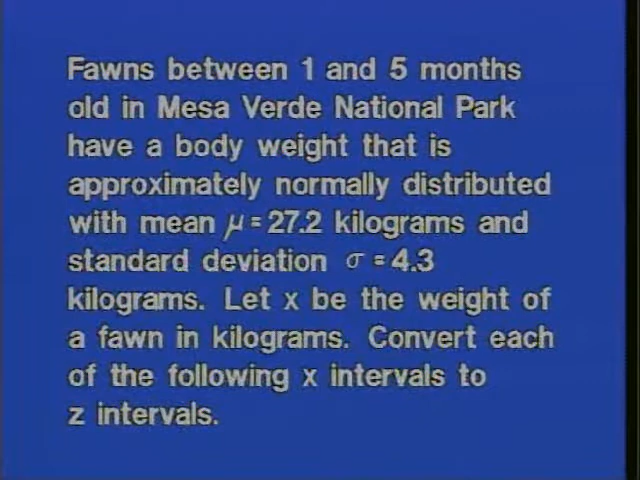 Fawns between 1 and 5 months
old in Mesa Verde National Park
have a body weight that is
approximately normally distributed
with mean μ = 27.2 kilograms and
standard deviation σ = 4.3
kilograms. Let x be the weight of
a fawn in kilograms. Convert each
of the following x intervals to
z intervals.